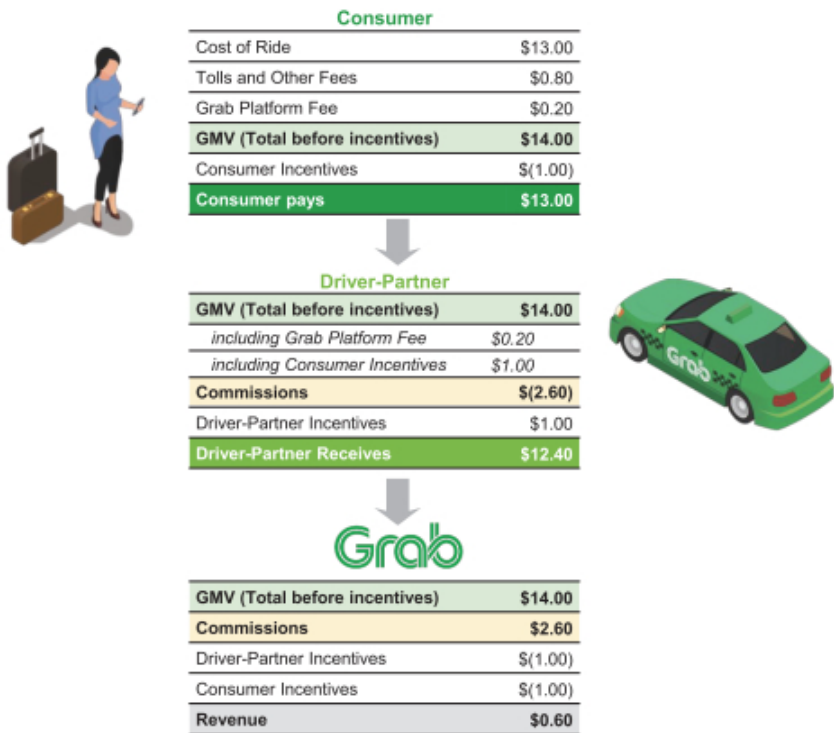 Consumer
Cost of Ride $13.00
Tolls and Other Fees $0.80
Grab Platform Fee $0.20
GMV (Total before incentives) $14.00
Consumer Incentives $(1.00)
Consumer pays $13.00
Driver-Partner
GMV (Total before incentives) $14.00
including Grab Platform Fee $0.20
including Consumer Incentives $1.00
Commissions $(2.60)
Driver-Partner Incentives $1.00
Driver-Partner Receives $12.40
Grab
Grab
GMV (Total before incentives) $14.00
Commissions $2.60
Driver-Partner Incentives $(1.00)
Consumer Incentives $(1.00)
Revenue $0.60